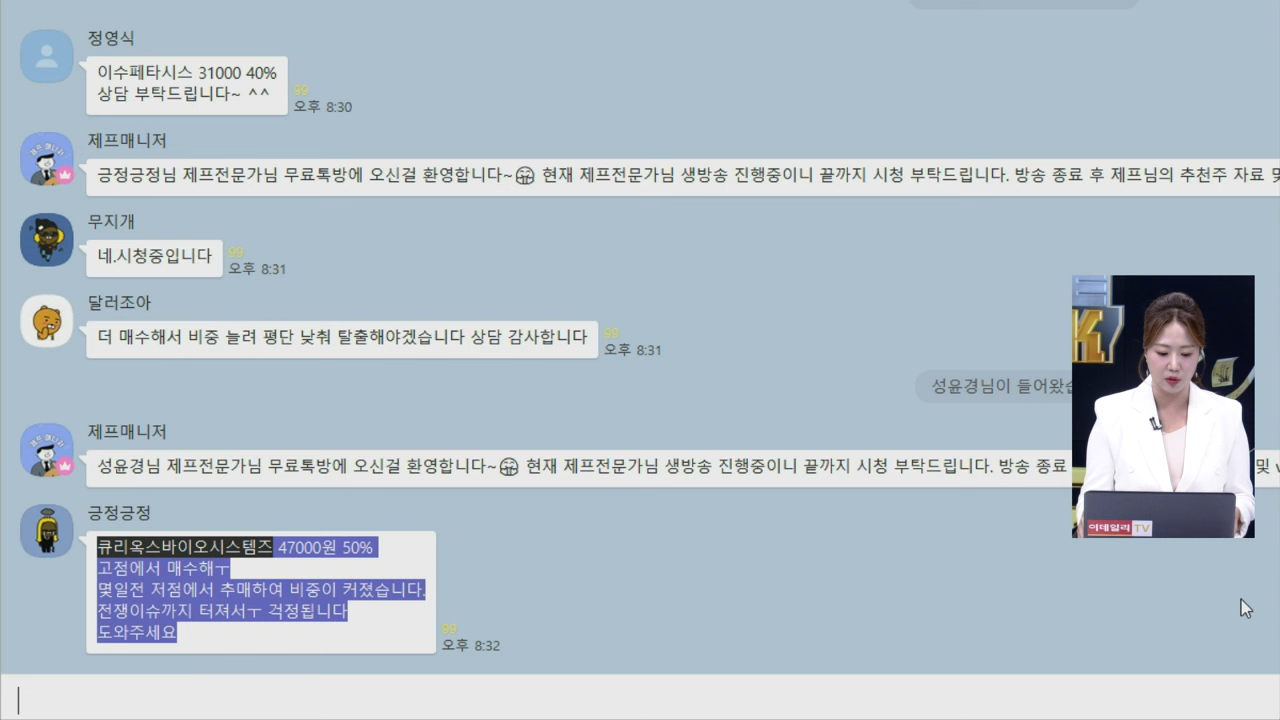 정영식
이수페타시스 31000 40%
상담 부탁드립니다~ ^^
99
오후 8:30
제프매니저
긍정긍정님 제프전문가님 무료톡방에 오신걸 환영합니다~ 현재 제프전문가님 생방송 진행중이니 끝까지 시청 부탁드립니다. 방송 종료 후 제프님의 추천주 자료 및
무지개
네.시청중입니다
99
오후 8:31
달러조아
더 매수해서 비중 늘려 평단 낮춰 탈출해야겠습니다 상담 감사합니다
99
오후 8:31
성윤경님이 들어왔습
제프매니저
성윤경님 제프전문가님 무료톡방에 오신걸 환영합니다~ 현재 제프전문가님 생방송 진행중이니 끝까지 시청 부탁드립니다. 방송 종료
및
긍정긍정
큐리옥스바이오시스템즈 47000원 50%
고점에서 매수해ㅜ
몇일전 저점에서 추매하여 비중이 커졌습니다.
전쟁이슈까지 터져서ㅜ 걱정됩니다
도와주세요
99
오후 8:32
이데일리 TV